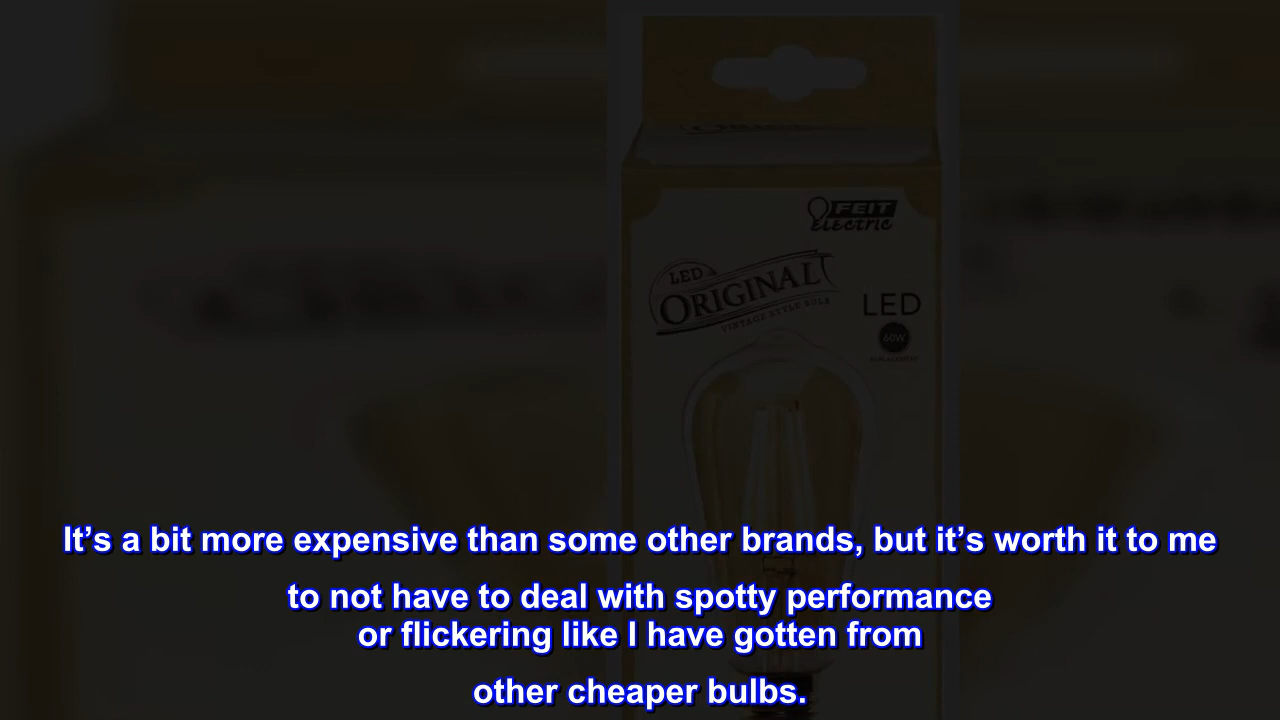 FEIT
ELECTRIC
LED
ORIGINAL
VINTAGE STYLE BULB
LED
60W
REPLACEMENT
It’s a bit more expensive than some other brands, but it’s worth it to me
to not have to deal with spotty performance
or flickering like I have gotten from
other cheaper bulbs.